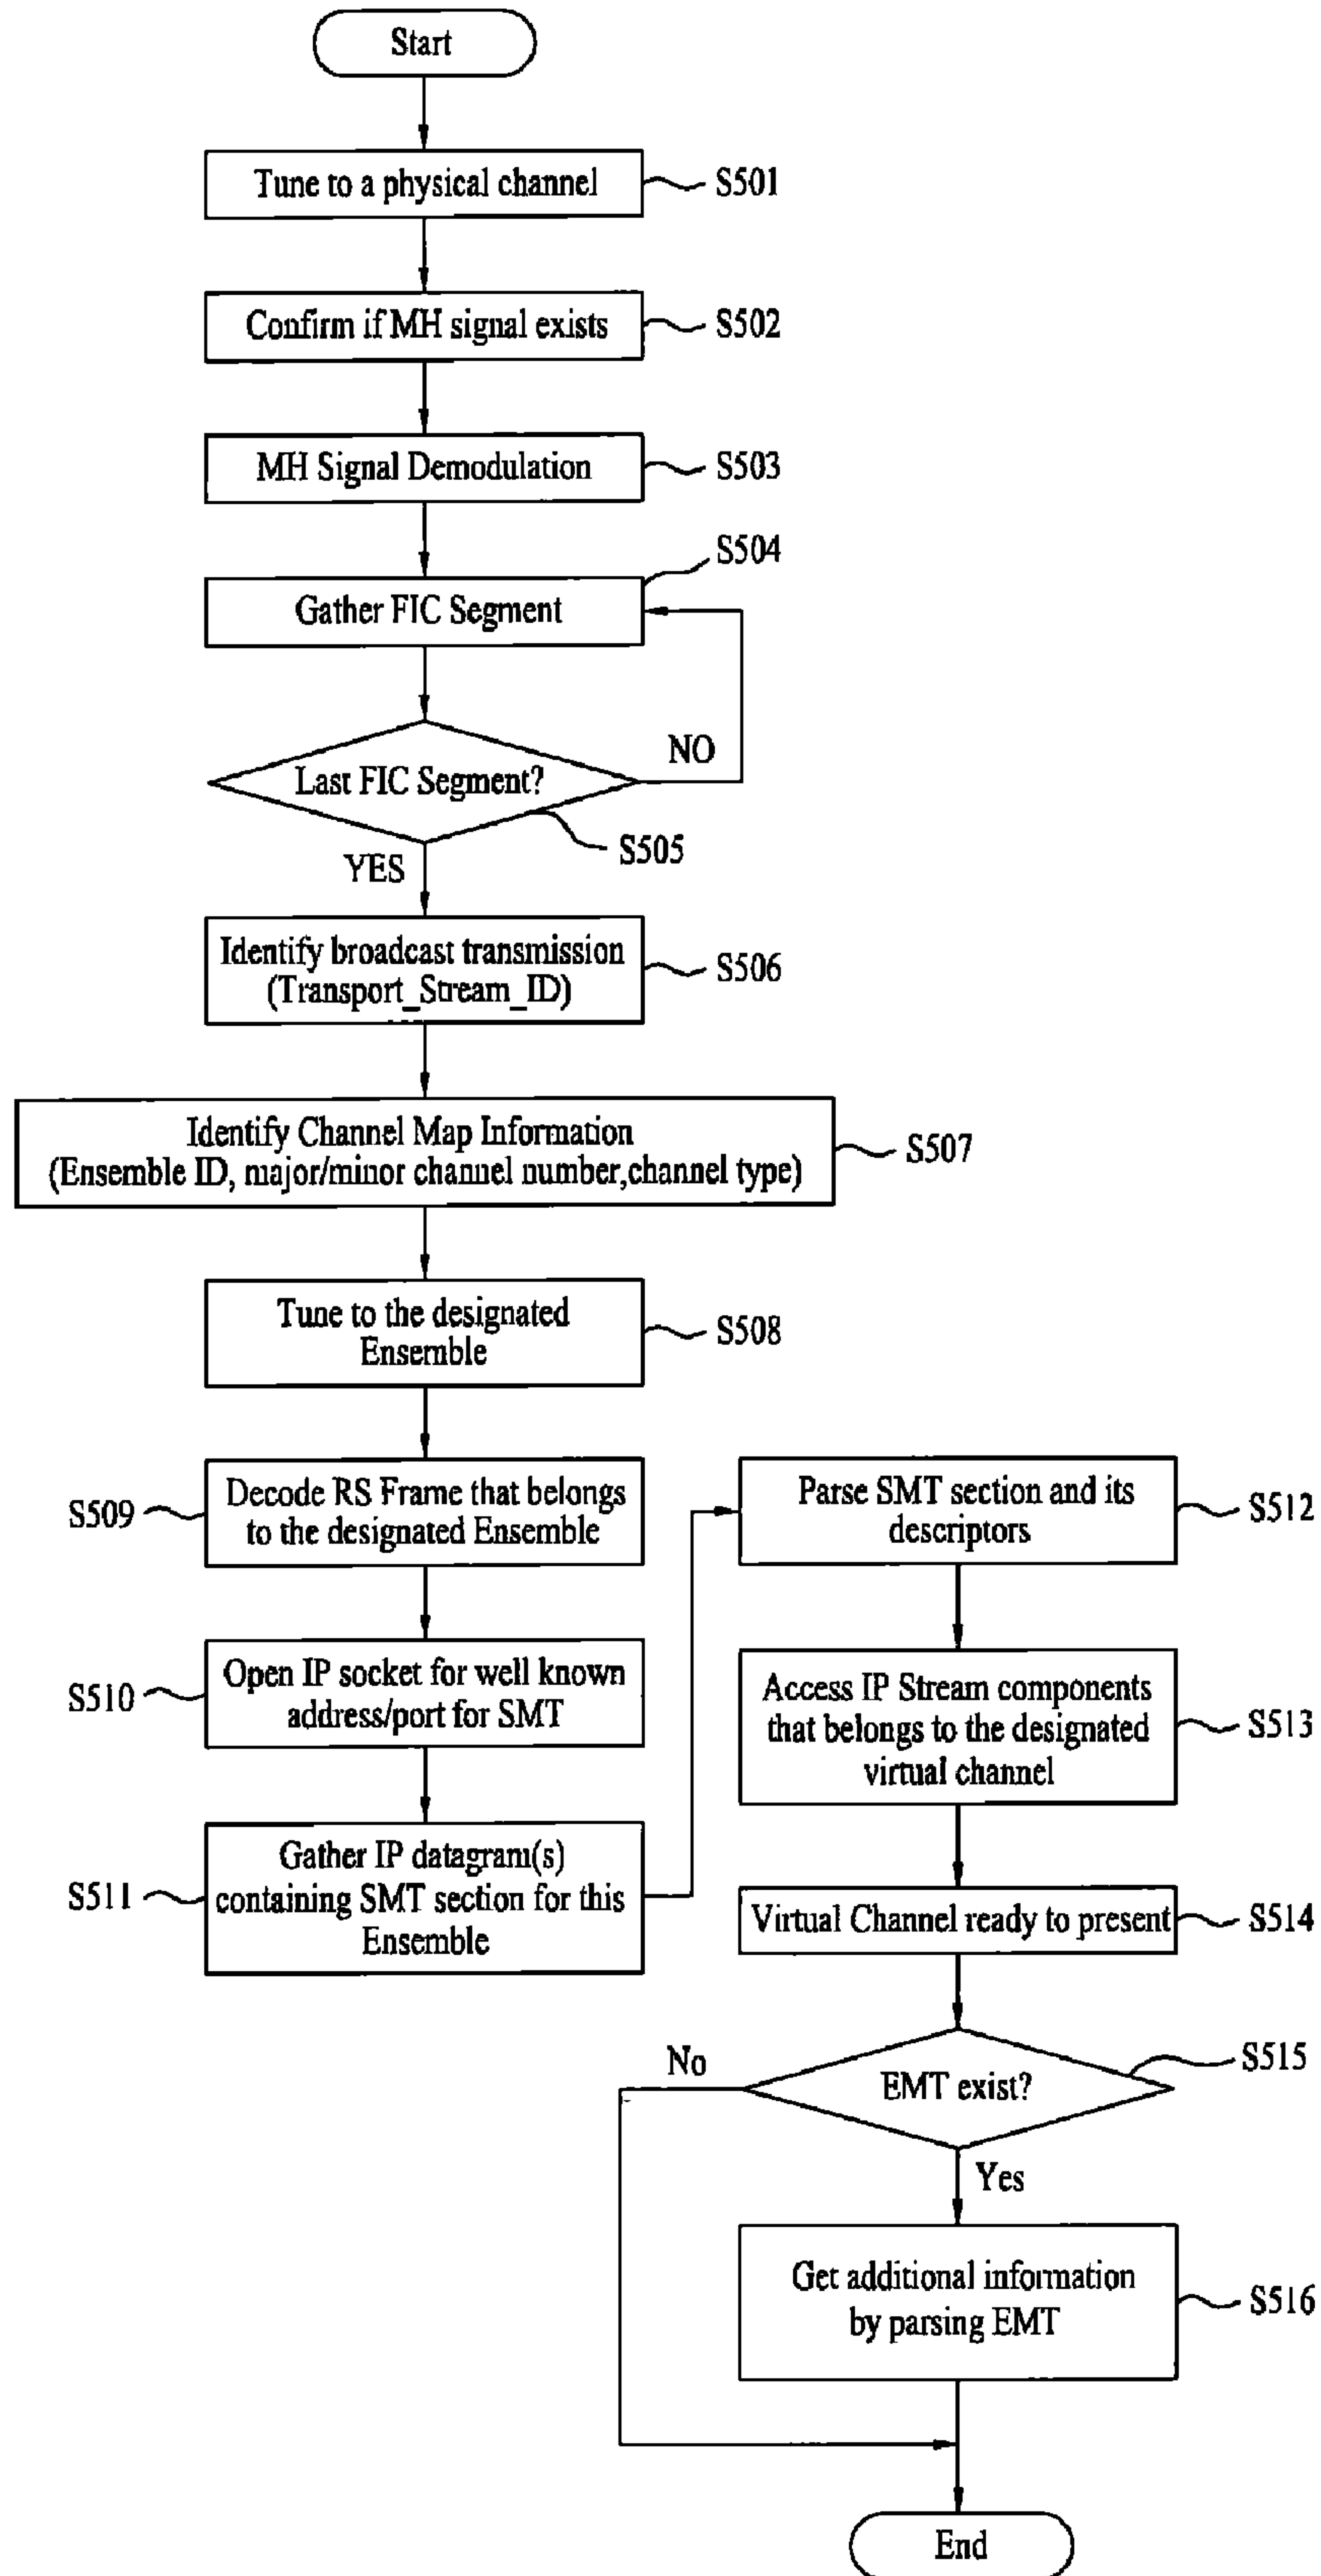 Start
Tune to a physical channel
S501
Confirm if MH signal exists
S502
MH Signal Demodulation
S503
S504
Gather FIC Segment
NO
Last FIC Segment?
S505
YES
Identify broadcast transmission
(Transport_Stream_ID)
S506
Identify Channel Map Information
(Ensemble ID, major/minor channel number,channel type)
S507
Tune to the designated
Ensemble
S508
S509
Decode RS Frame that belongs
to the designated Ensemble
S510
Open IP socket for well known
address/port for SMT
S511
Gather IP datagram(s)
containing SMT section for this
Ensemble
Parse SMT section and its
descriptors
S512
Access IP Stream components
that belongs to the designated
virtual channel
S513
Virtual Channel ready to present
S514
No
EMT exist?
S515
Yes
Get additional information
by parsing EMT
S516
End